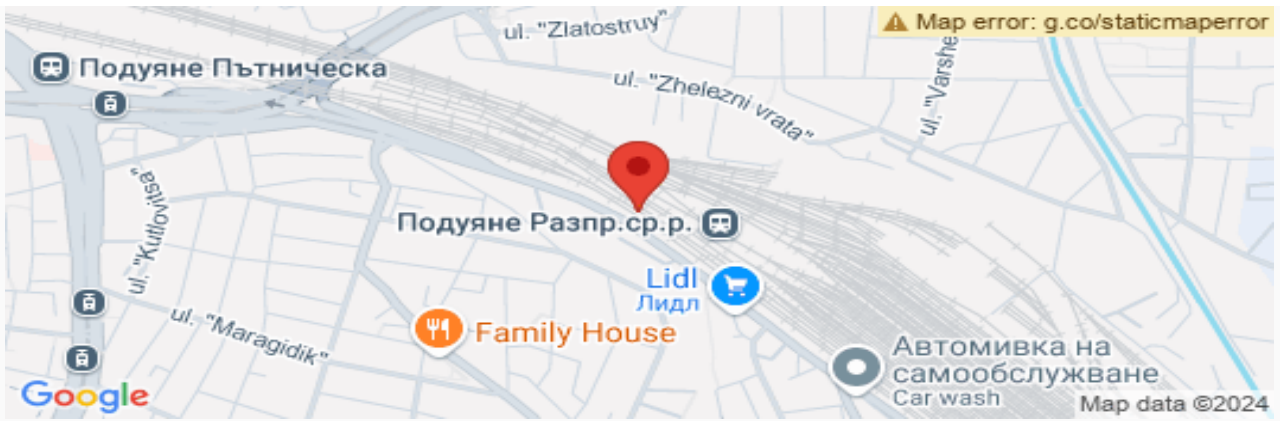 ul. "Zlatostruy"
⚠ Map error: g.co/staticmaperror
Подуяне Пътническа
ul. "Zhelezni vrata"
ul. "Varshe
ul. "Kutlovitsa"
Подуяне Разпр.ср.р.
Lidl
Лидл
ul. "Maragidik"
Family House
Автомивка на
самообслужване
Car wash
Google
Map data ©2024